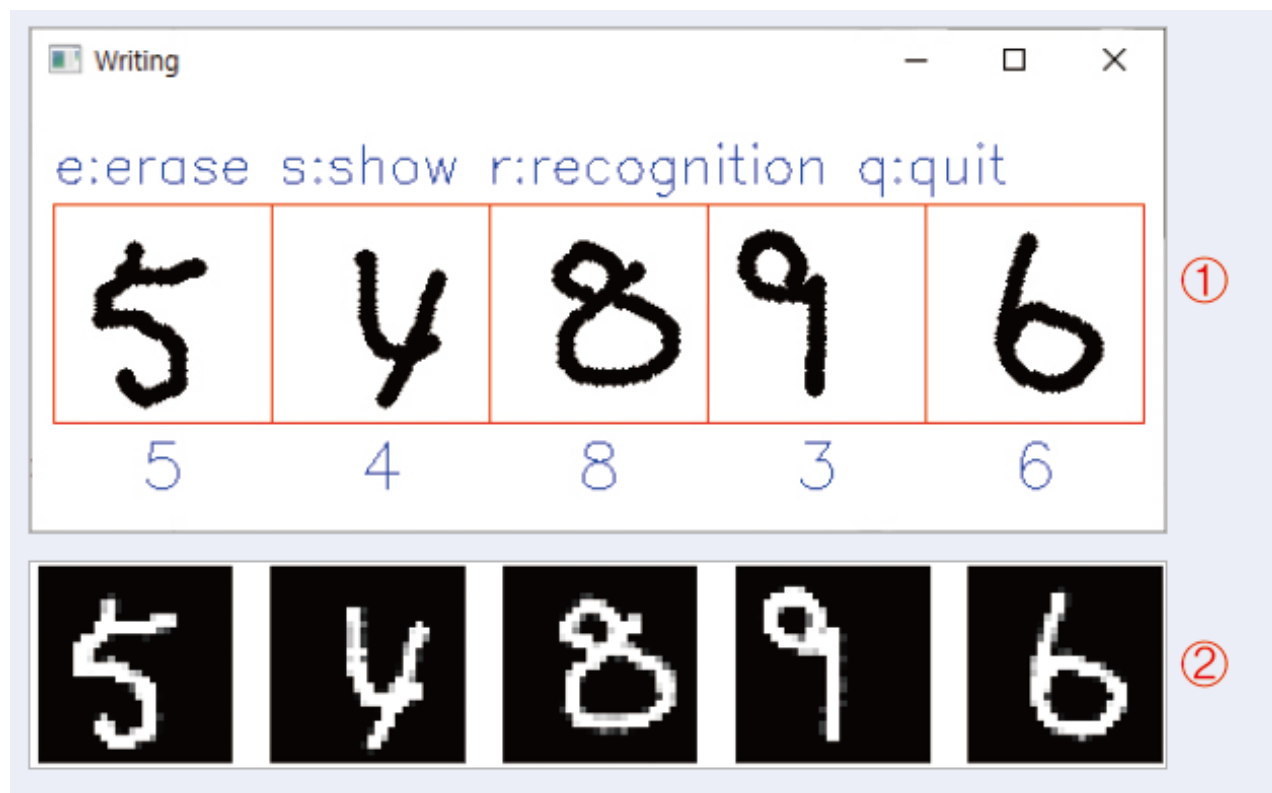 Writing
e:erase s:show r:recognition q:quit
5 4 8 9 6
①
5 4 8 3 6
5 4 8 9 6
②